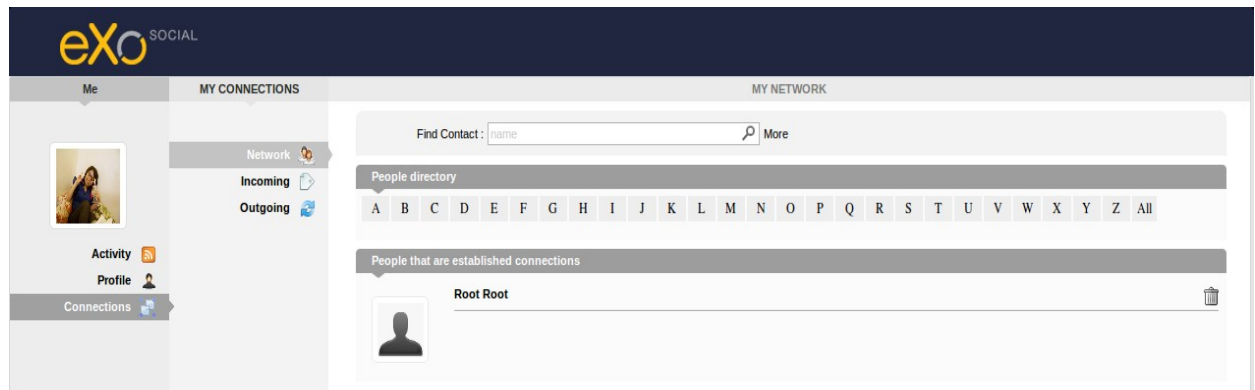 eXo SOCIAL
Me
MY CONNECTIONS
MY NETWORK
Find Contact : name More
Network
Incoming
Outgoing
People directory
A B C D E F G H I J K L M N O P Q R S T U V W X Y Z All
Activity
Profile
Connections
People that are established connections
Root Root